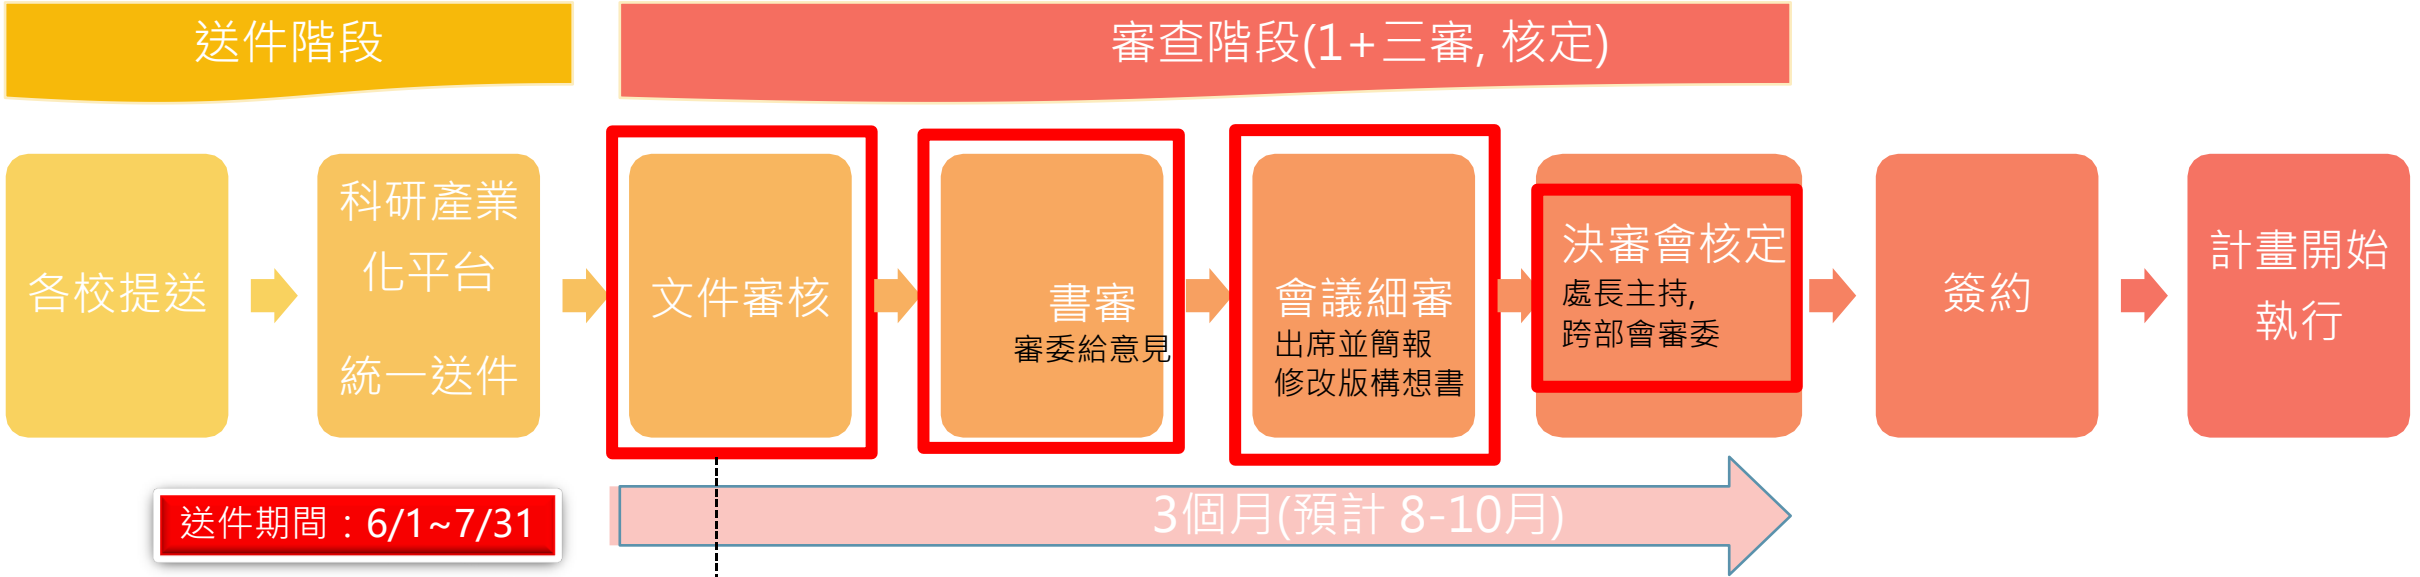 送件階段
審查階段(1+三審, 核定)
各校提送
科研產業
化平台
統一送件
文件審核
書審
審委給意見
會議細審
出席並簡報
修改版構想書
決審會核定
處長主持,
跨部會審委
簽約
計畫開始
執行
送件期間：6/1~7/31
3個月(預計 8-10月)